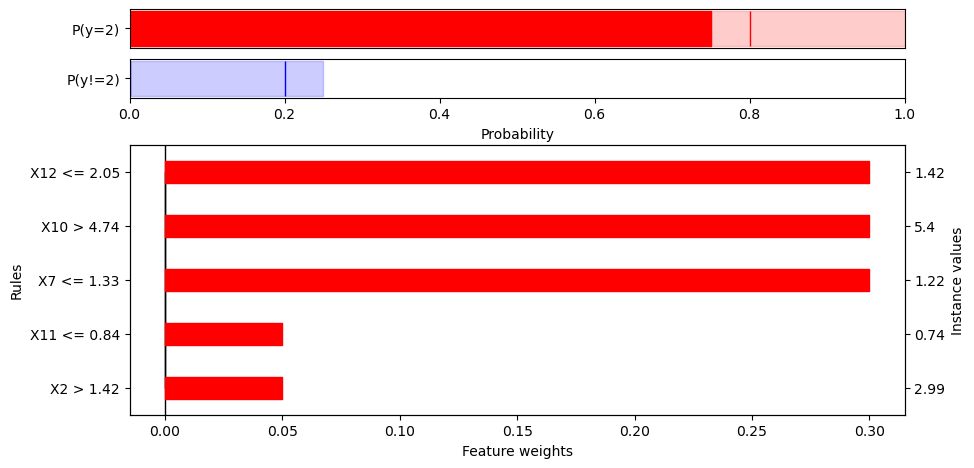 P(y=2)
P(y!=2)
0.0 0.2 0.4 0.6 0.8 1.0
Probability
X12 <= 2.05 1.42
X10 > 4.74 5.4
X7 <= 1.33 1.22
X11 <= 0.84 0.74
X2 > 1.42 2.99
Rules
Instance values
0.00 0.05 0.10 0.15 0.20 0.25 0.30
Feature weights